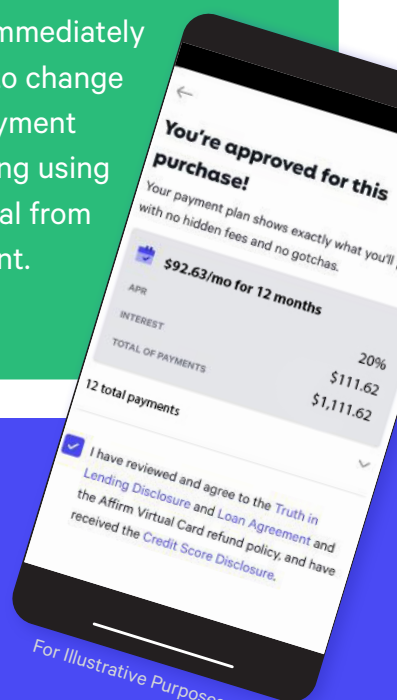 mmediately
o change
yment
ng using
al from
nt.
You're approved for this
purchase!
Your payment plan shows exactly what you'll
with no hidden fees and no gotchas.
$92.63/mo for 12 months
APR 20%
INTEREST $111.62
TOTAL OF PAYMENTS $1,111.62
12 total payments
I have reviewed and agree to the Truth in
Lending Disclosure and Loan Agreement and
the Affirm Virtual Card refund policy, and have
received the Credit Score Disclosure.
For Illustrative Purposes